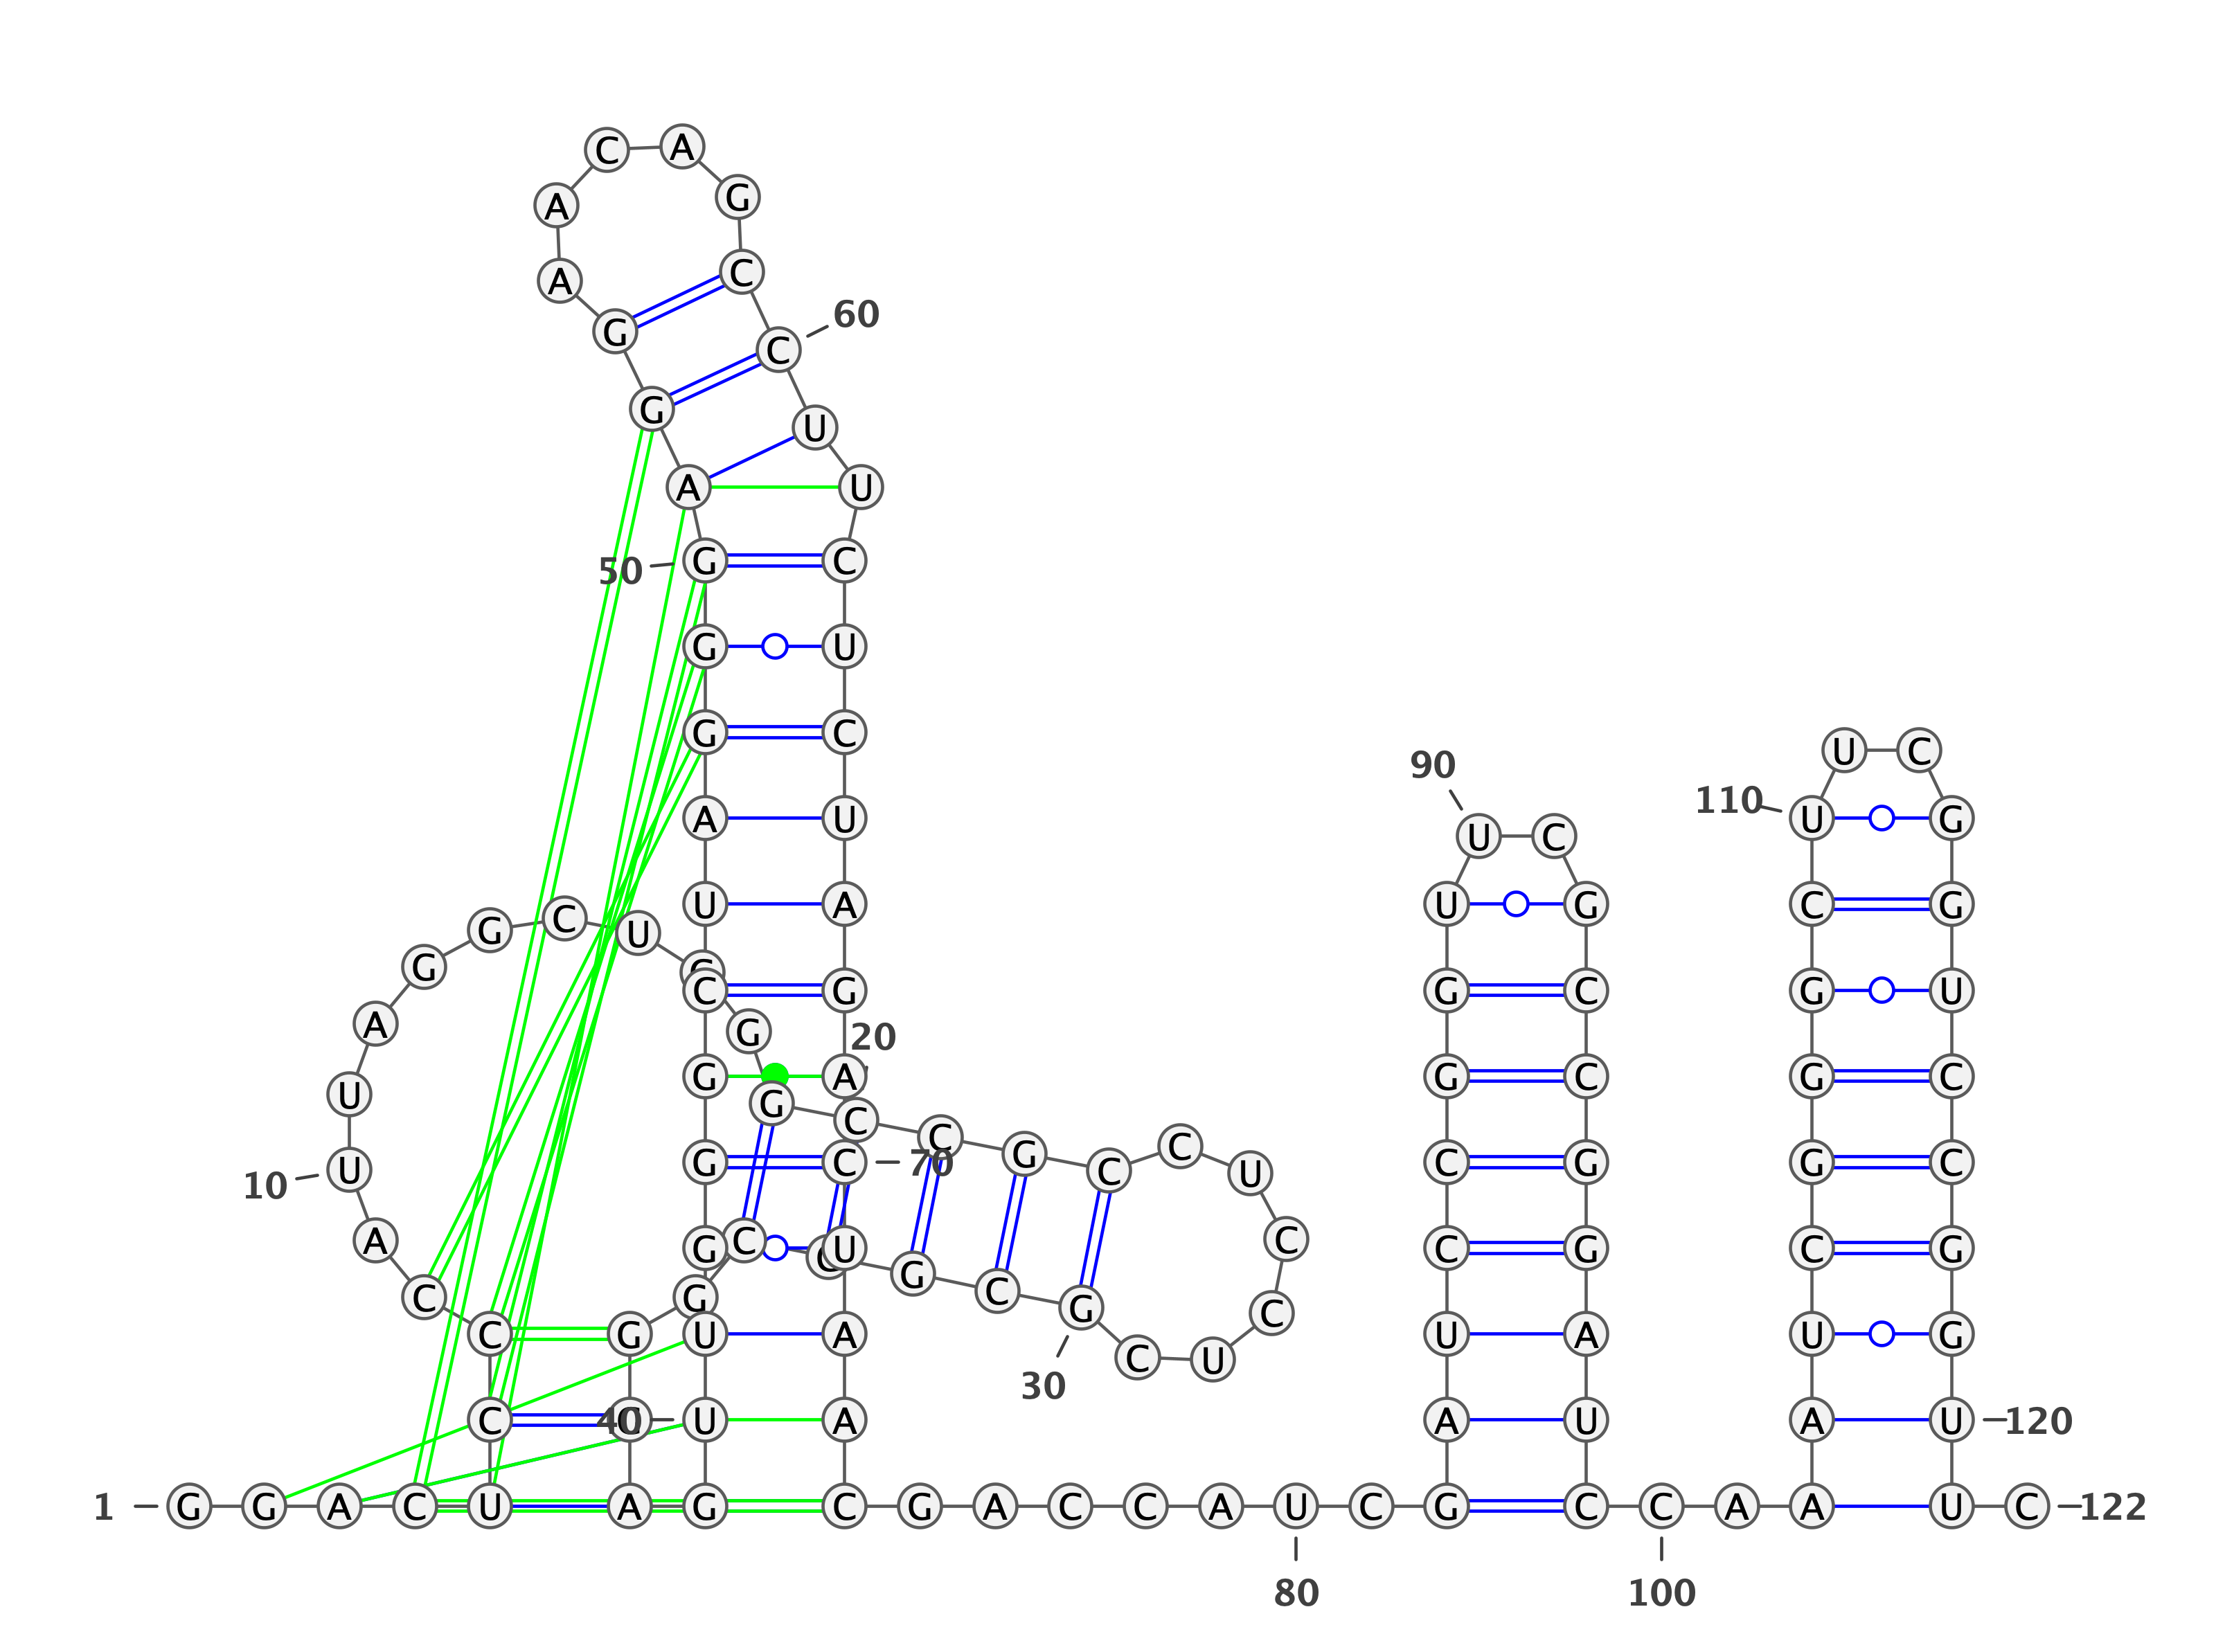 C A
A G
A C
60
G C
G U
A U
G C
50
G U
G C
U C
90
110
A U U G
U C
U A U G C G
G C U
G
C G G C G U
A G
20
G A G C G C
U G C
C G C
G C 70 C G G C
10 U C U
A C C
G U C G C G
C G C
C G G C
C G U A U A U G
C U
30
C C 40 U A A U A U 120
1 G G A C U A G C G A C C A U C G C C A A U C 122
80 100